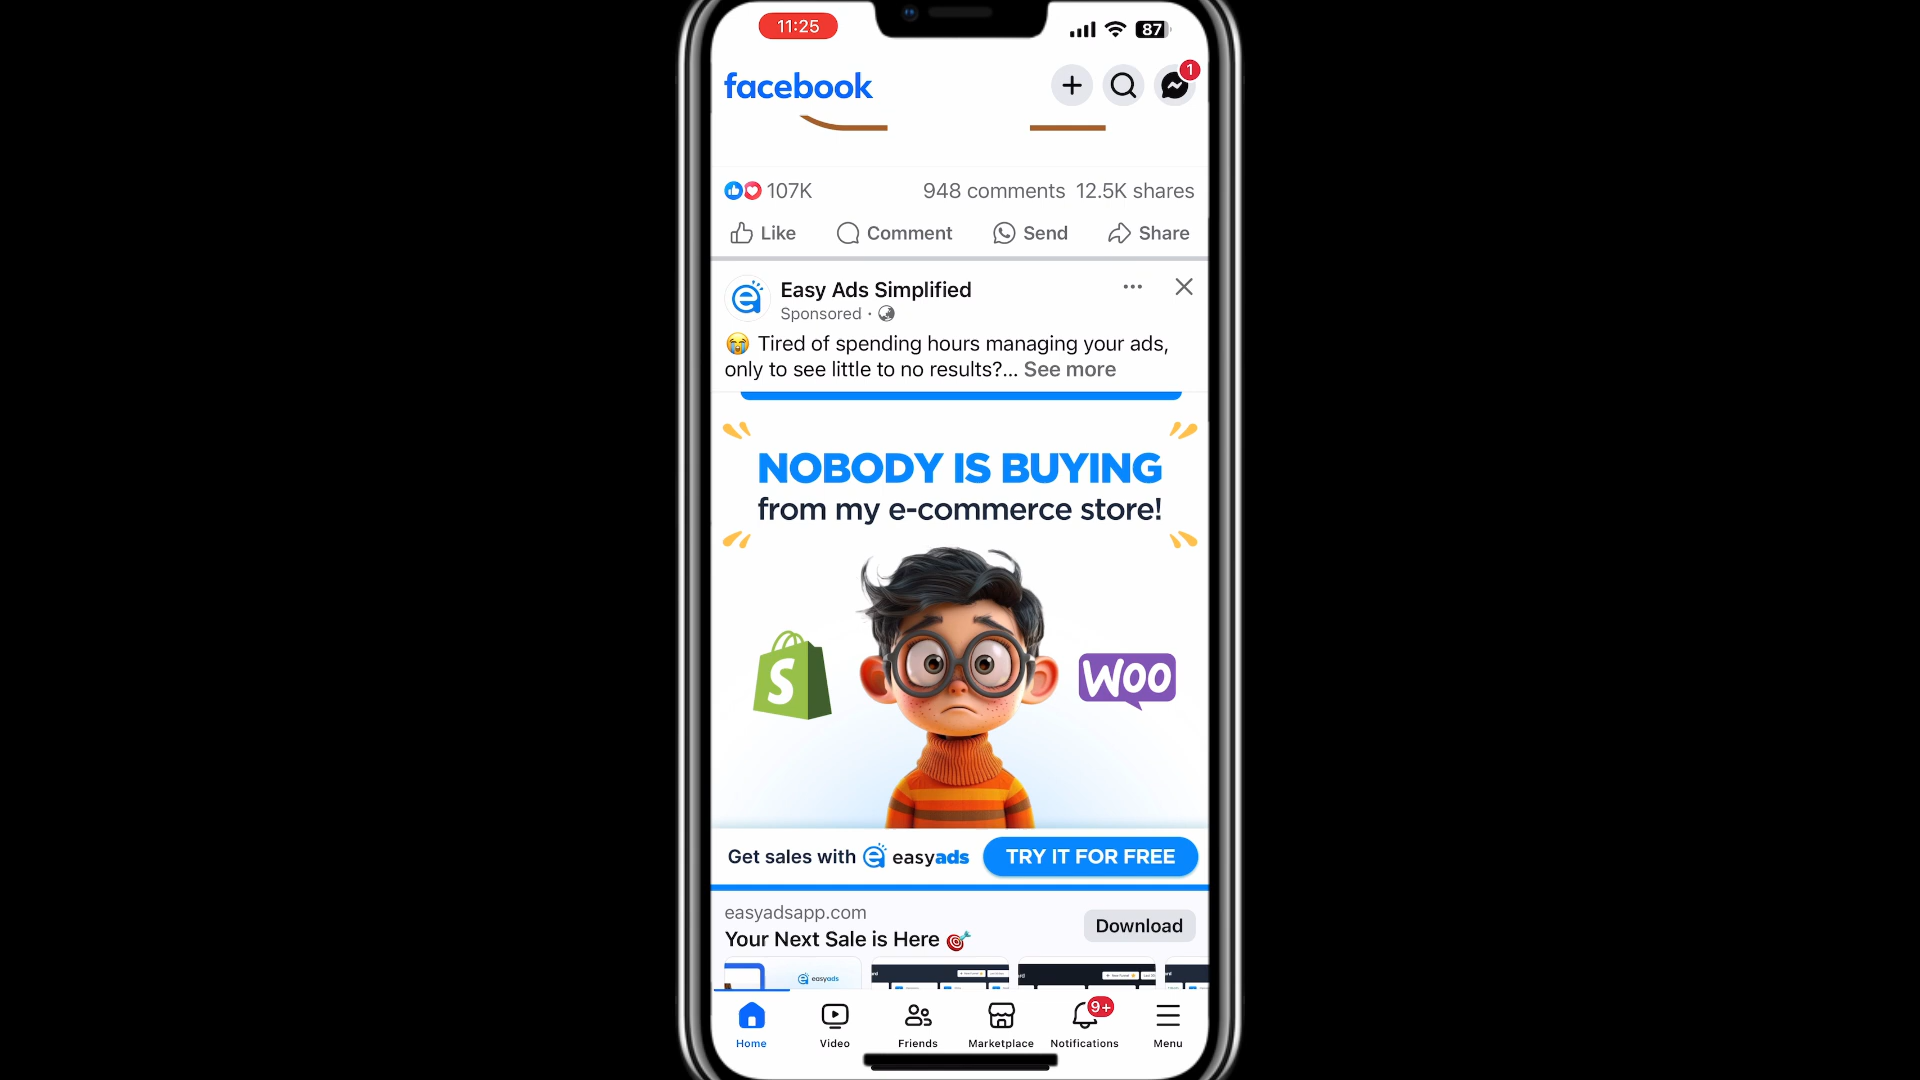 11:25
87
facebook
1
107K
948 comments 12.5K shares
Like
Comment
Send
Share
Easy Ads Simplified
Sponsored ·
😭 Tired of spending hours managing your ads,
only to see little to no results?... See more
NOBODY IS BUYING
from my e-commerce store!
S
WOO
Get sales with e easyads
TRY IT FOR FREE
easyadsapp.com
Your Next Sale is Here 🎯
Download
easyads
9+
Home
Video
Friends
Marketplace
Notifications
Menu